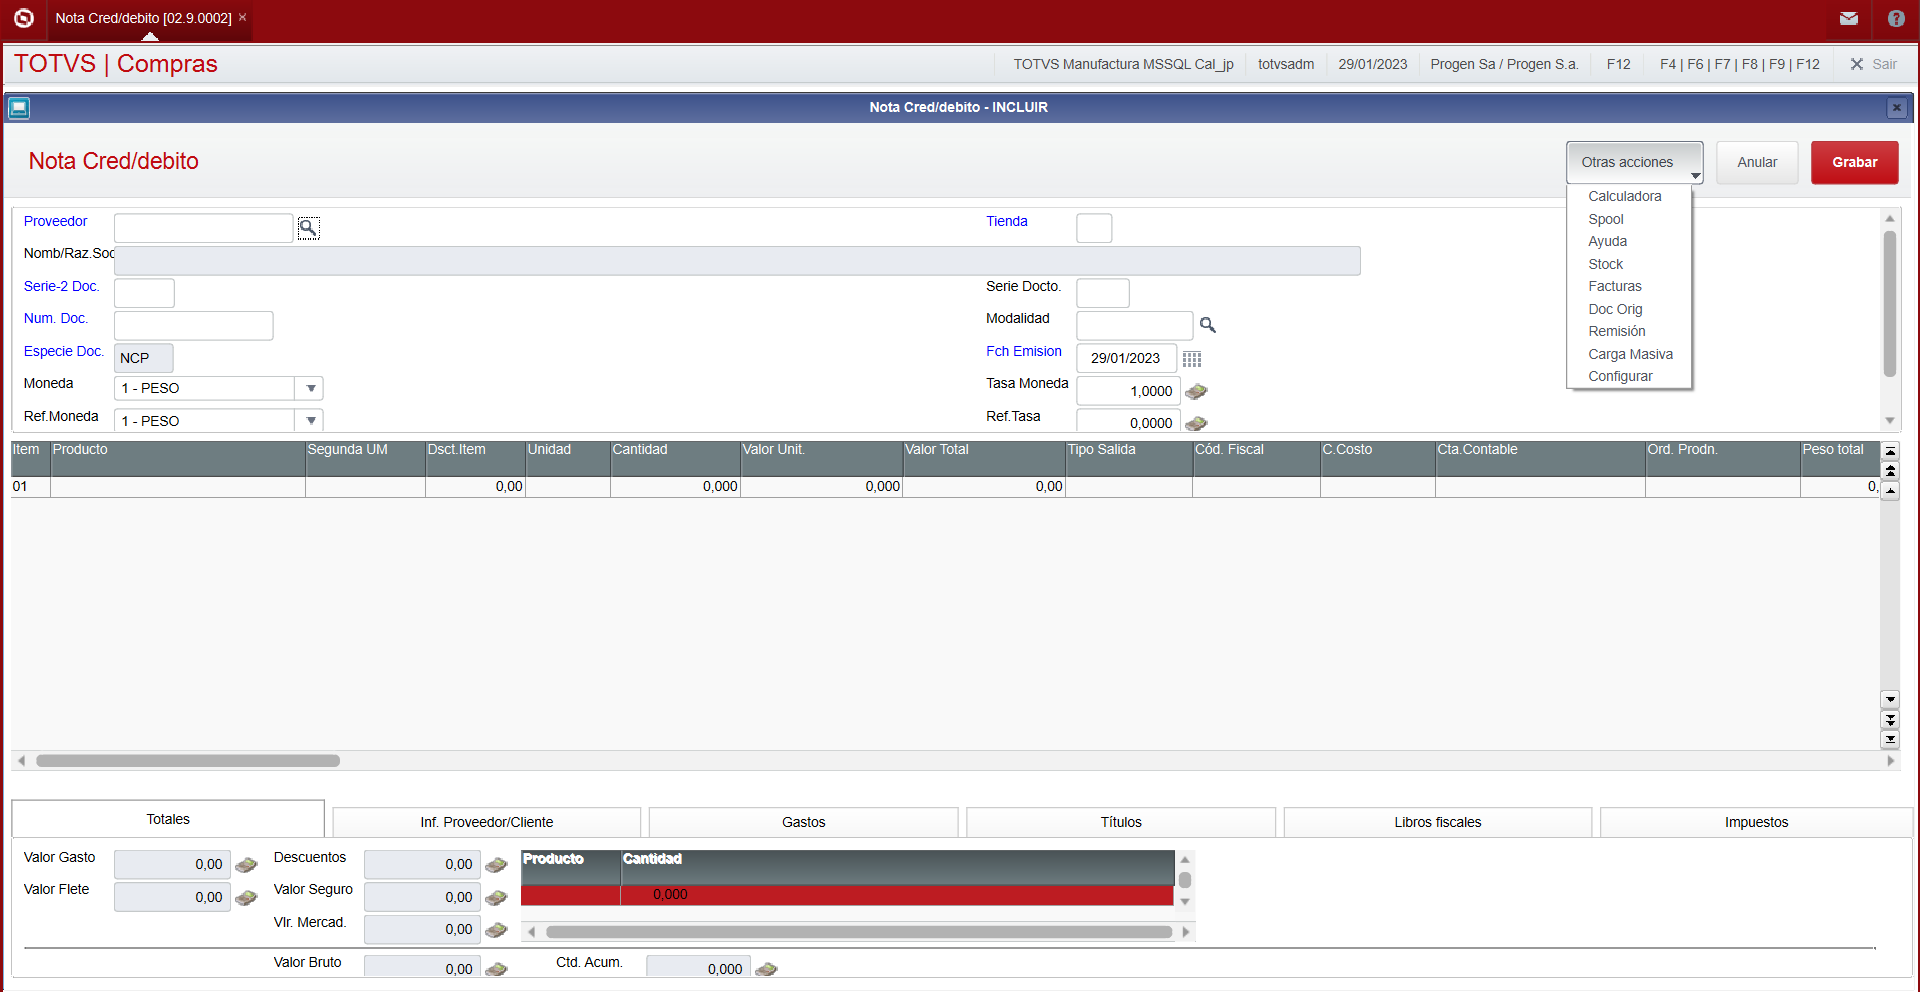 Nota Cred/debito [02.9.0002] ×
TOTVS | Compras
TOTVS Manufactura MSSQL Cal_jp totvsadm 29/01/2023 Progen Sa / Progen S.a. F12 F4 | F6 | F7 | F8 | F9 | F12 Sair
Nota Cred/debito - INCLUIR
Nota Cred/debito
Otras acciones Anular Grabar
Calculadora
Spool
Ayuda
Stock
Facturas
Doc Orig
Remisión
Carga Masiva
Configurar
Proveedor Tienda
Nomb/Raz.Soc
Serie-2 Doc. Serie Docto.
Num. Doc. Modalidad
Especie Doc. NCP Fch Emision 29/01/2023
Moneda 1 - PESO Tasa Moneda 1,0000
Ref.Moneda 1 - PESO Ref.Tasa 0,0000
Item Producto Segunda UM Dsct.Item Unidad Cantidad Valor Unit. Valor Total Tipo Salida Cód. Fiscal C.Costo Cta.Contable Ord. Prodn. Peso total
01 0,00 0,000 0,000 0,00 0,
Totales Inf. Proveedor/Cliente Gastos Títulos Libros fiscales Impuestos
Valor Gasto 0,00 Descuentos 0,00 Producto Cantidad
Valor Flete 0,00 Valor Seguro 0,00 0,000
Vlr. Mercad. 0,00
Valor Bruto 0,00 Ctd. Acum. 0,000